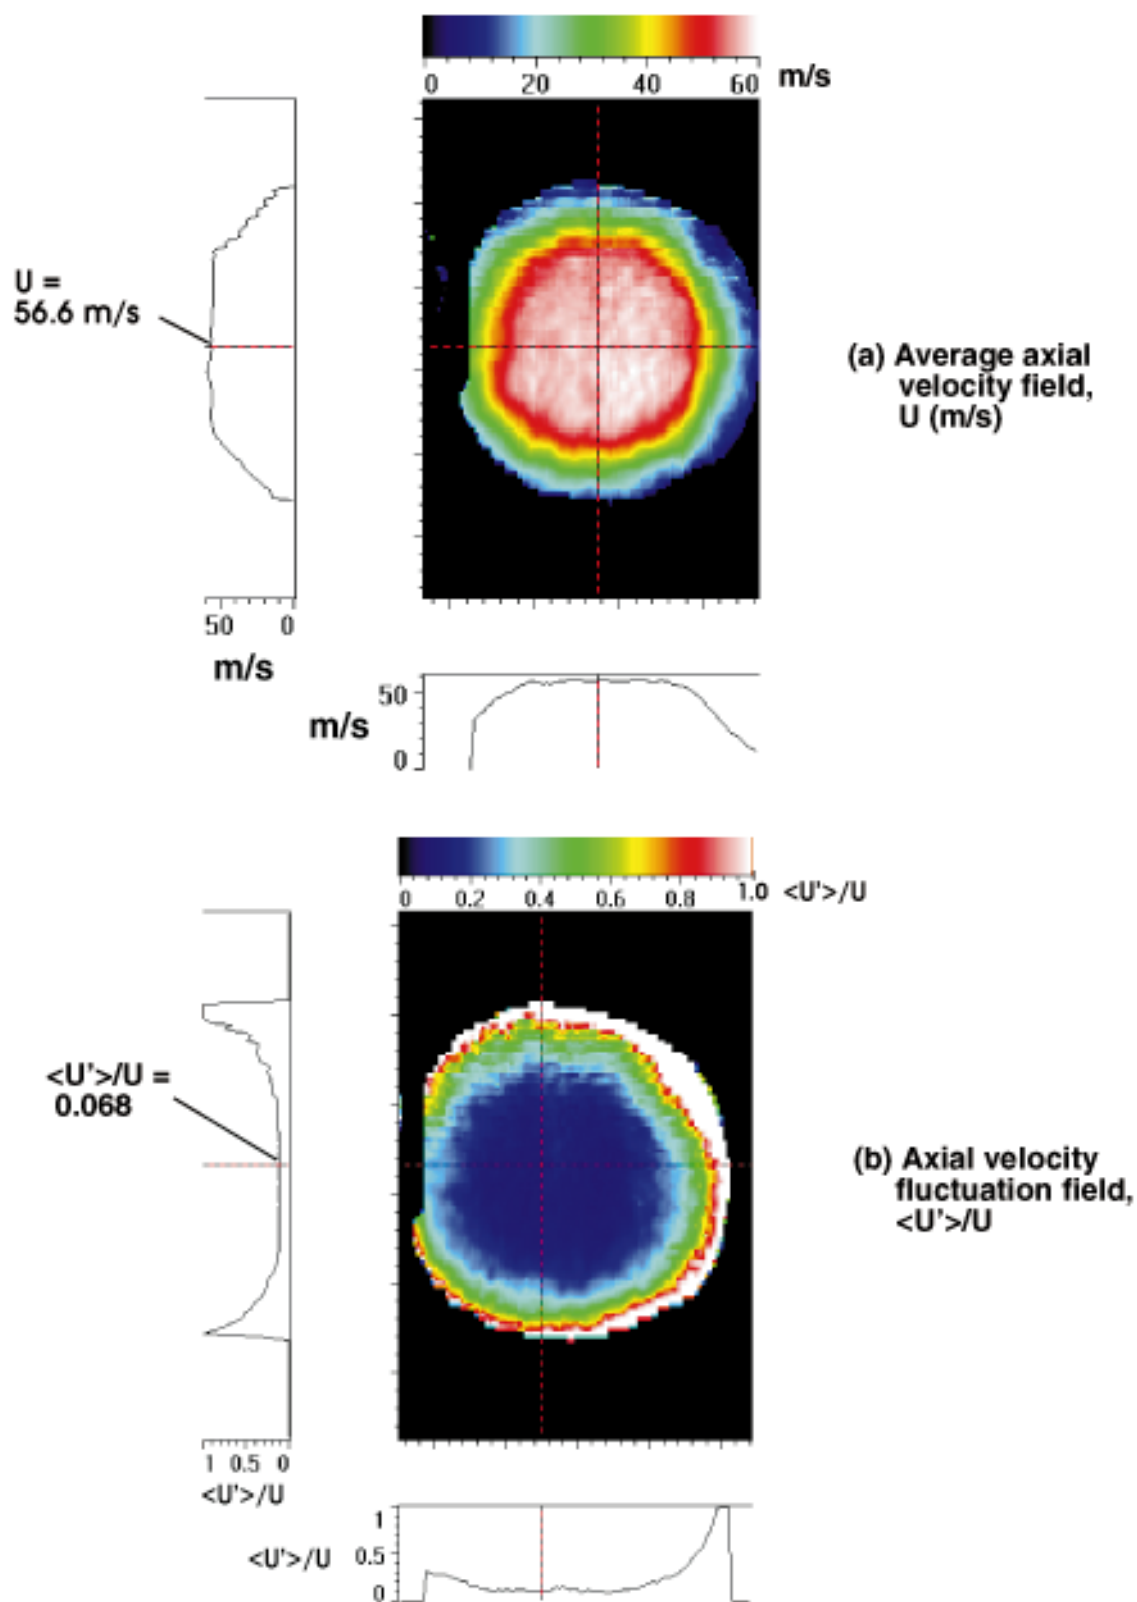 0 20 40 60 m/s
U =
56.6 m/s
(a) Average axial
velocity field,
U (m/s)
50 0
m/s
50
m/s
0
0 0.2 0.4 0.6 0.8 1.0 <U'>/U
<U'>/U =
0.068
(b) Axial velocity
fluctuation field,
<U'>/U
1 0.5 0
<U'>/U
1
<U'>/U 0.5
0